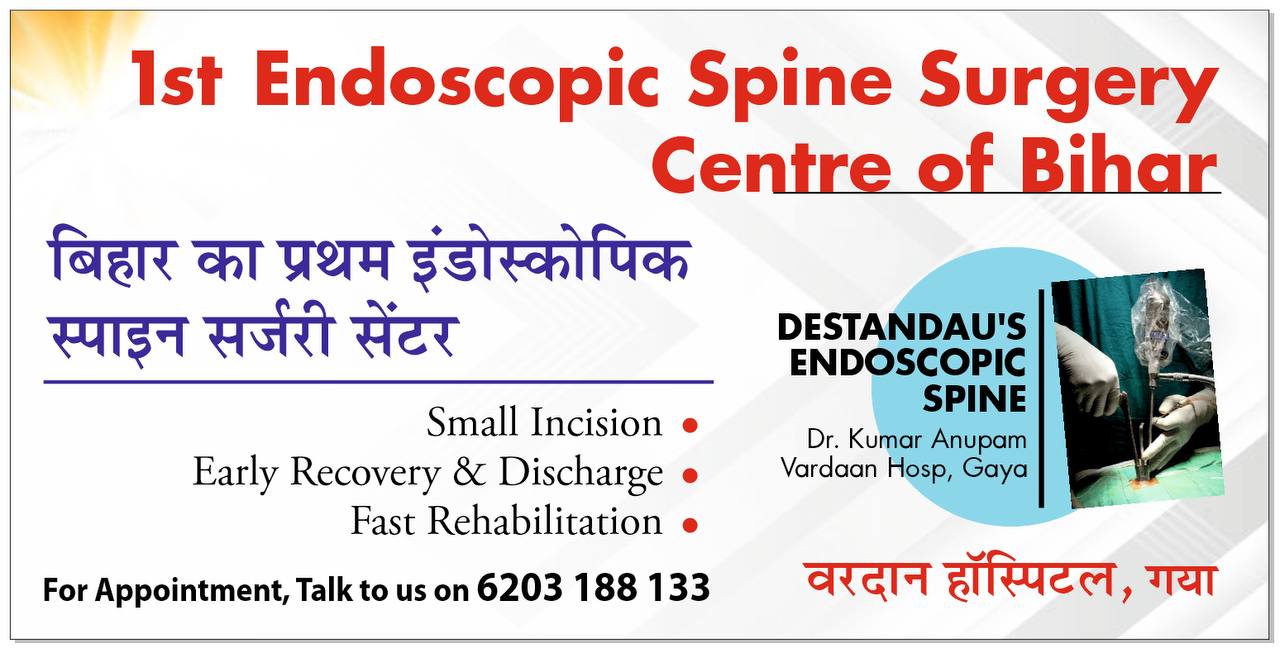 1st Endoscopic Spine Surgery
Centre of Bihar
बिहार का प्रथम इंडोस्कोपिक
स्पाइन सर्जरी सेंटर
Small Incision •
Early Recovery & Discharge •
Fast Rehabilitation •
For Appointment, Talk to us on 6203 188 133
DESTANDAU'S
ENDOSCOPIC
SPINE
Dr. Kumar Anupam
Vardaan Hosp, Gaya
वरदान हॉस्पिटल, गया